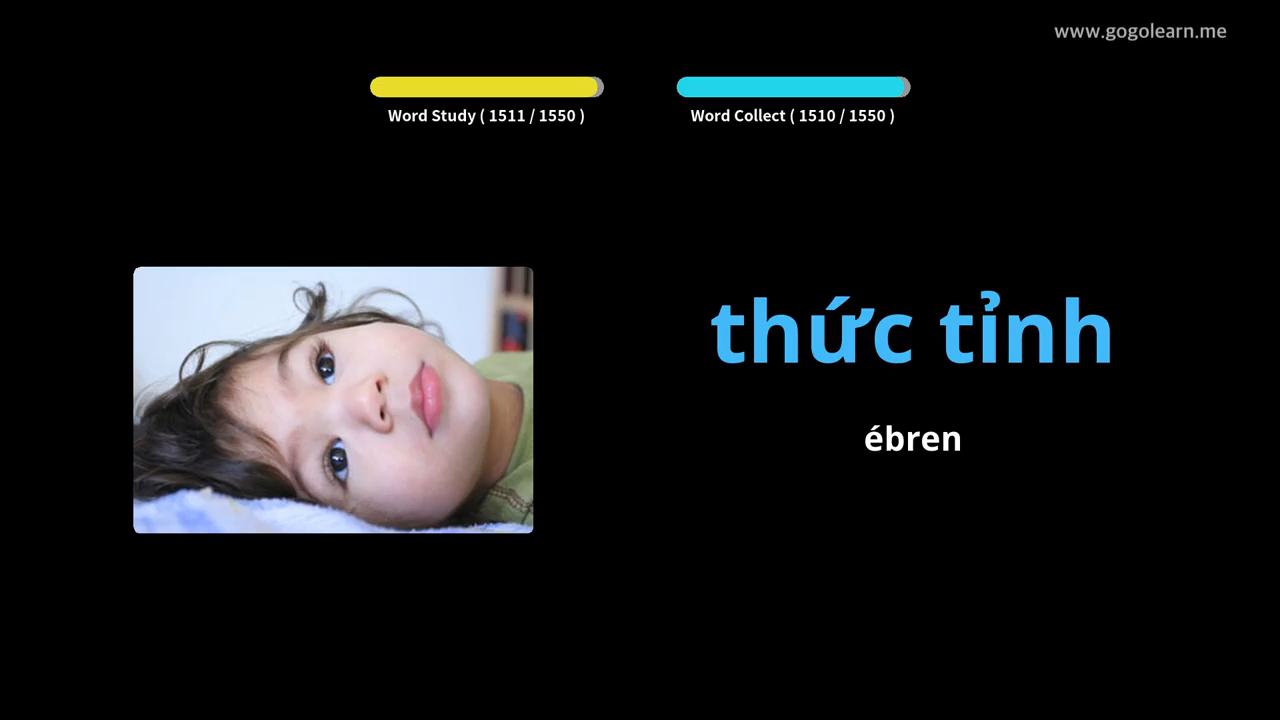 www.gogolearn.me
Word Study ( 1511 / 1550 )
Word Collect ( 1510 / 1550 )
thức tỉnh
ébren